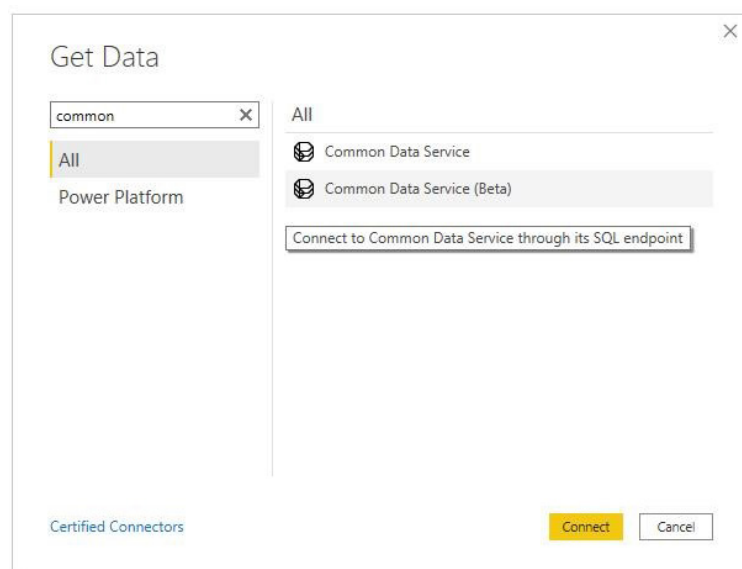 Get Data
common
All
Power Platform
All
Common Data Service
Common Data Service (Beta)
Connect to Common Data Service through its SQL endpoint
Certified Connectors
Connect
Cancel